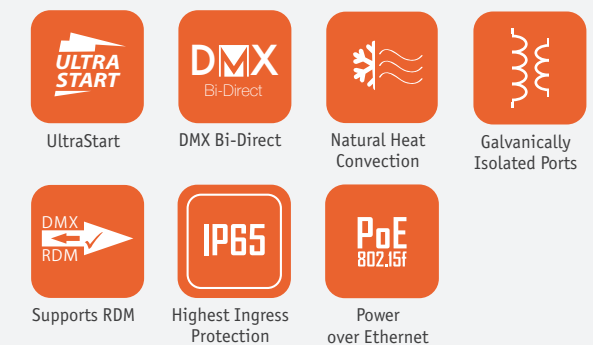 ULTRA
START
DMX
Bi-Direct
UltraStart
DMX Bi-Direct
Natural Heat
Convection
Galvanically
Isolated Ports
DMX
RDM
IP65
PoE
802.15f
Supports RDM
Highest Ingress
Protection
Power
over Ethernet